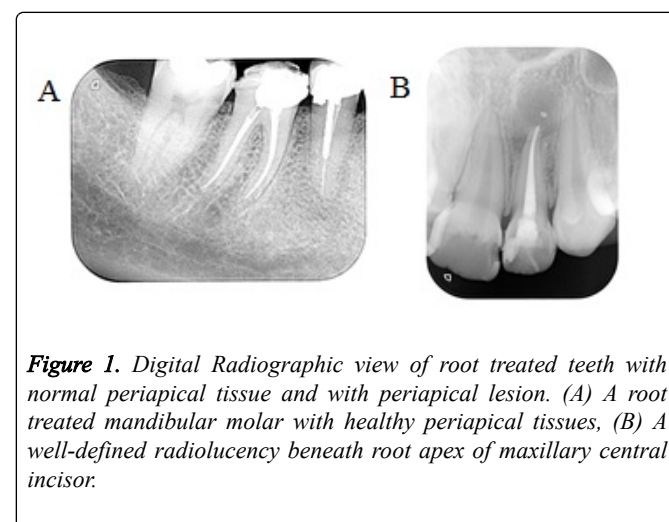 A
B
Figure 1. Digital Radiographic view of root treated teeth with
normal periapical tissue and with periapical lesion. (A) A root
treated mandibular molar with healthy periapical tissues, (B) A
well-defined radiolucency beneath root apex of maxillary central
incisor.